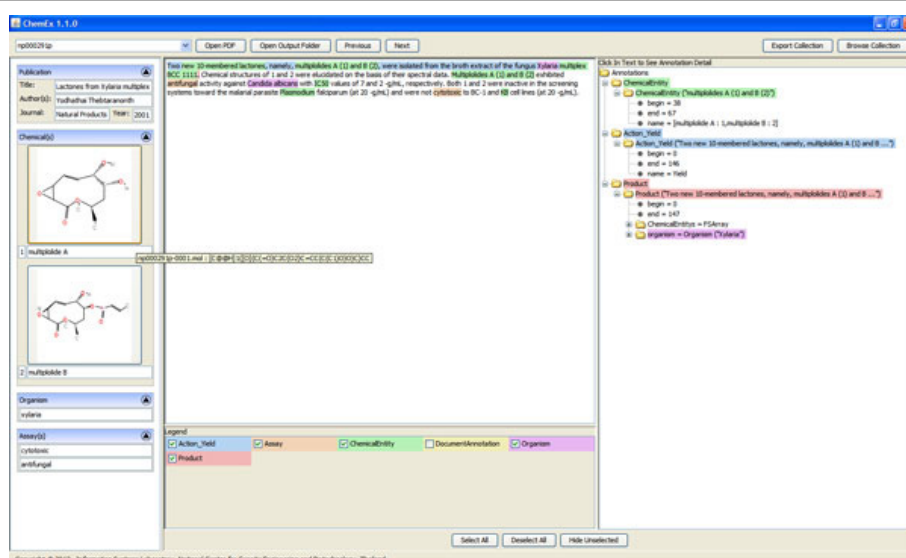 ChemEx 1.1.0
Open PDF Open Output Folder Previous Next Export Collection Browse Collection
Publication
Title: Lactones from Xylaria multiplex
Author(s): Yodhathai Thebtaranonth
Journal: Natural Products Year: 2001
Chemical(s)
1 multiplolide A
2 multiplolide B
Organism
xylaria
Assay(s)
cytotoxic
antifungal
Two new 10-membered lactones, namely, multiplolides A (1) and B (2), were isolated from the broth extract of the fungus Xylaria multiplex
BCC 1111. Chemical structures of 1 and 2 were elucidated on the basis of their spectral data. Multiplolides A (1) and B (2) exhibited
antifungal activity against Candida albicans with IC50 values of 7 and 2 -g/mL, respectively. Both 1 and 2 were inactive in the screening
systems toward the malarial parasite Plasmodium falciparum (at 20 -g/mL) and were not cytotoxic to BC-1 and KB cell lines (at 20 -g/mL).
Legend
Action_Yield Assay ChemicalEntity DocumentAnnotation Organism
Product
Select All Deselect All Hide Unselected
Click In Text to See Annotation Detail
Annotations
ChemicalEntity
ChemicalEntity ("multiplolides A (1) and B (2)")
begin = 38
end = 67
name = [multiplolide A : 1,multiplolide B : 2]
Action_Yield
Action_Yield ("Two new 10-membered lactones, namely, multiplolides A (1) and B ...")
begin = 0
end = 146
name = Yield
Product
Product ("Two new 10-membered lactones, namely, multiplolides A (1) and B ...")
begin = 0
end = 147
ChemicalEntitys = FSArray
organism = Organism ("Xylaria")